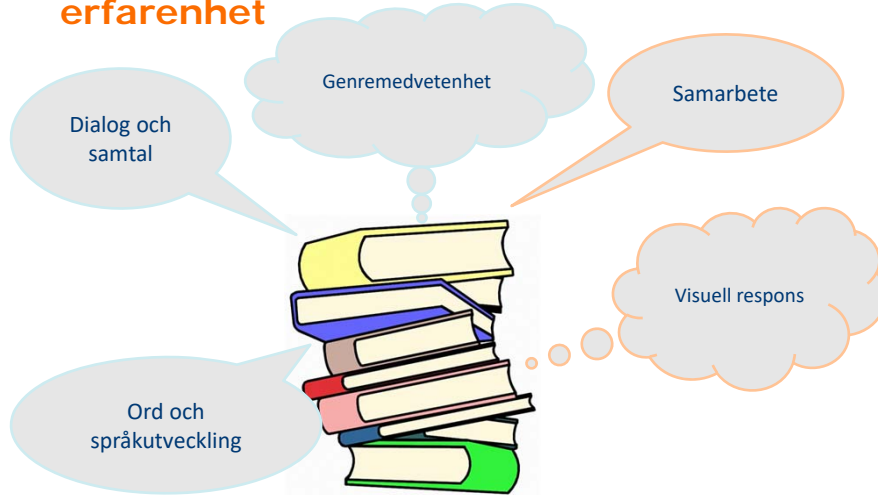 erfarenhet
Genremedvetenhet
Samarbete
Dialog och
samtal
Visuell respons
Ord och
språkutveckling